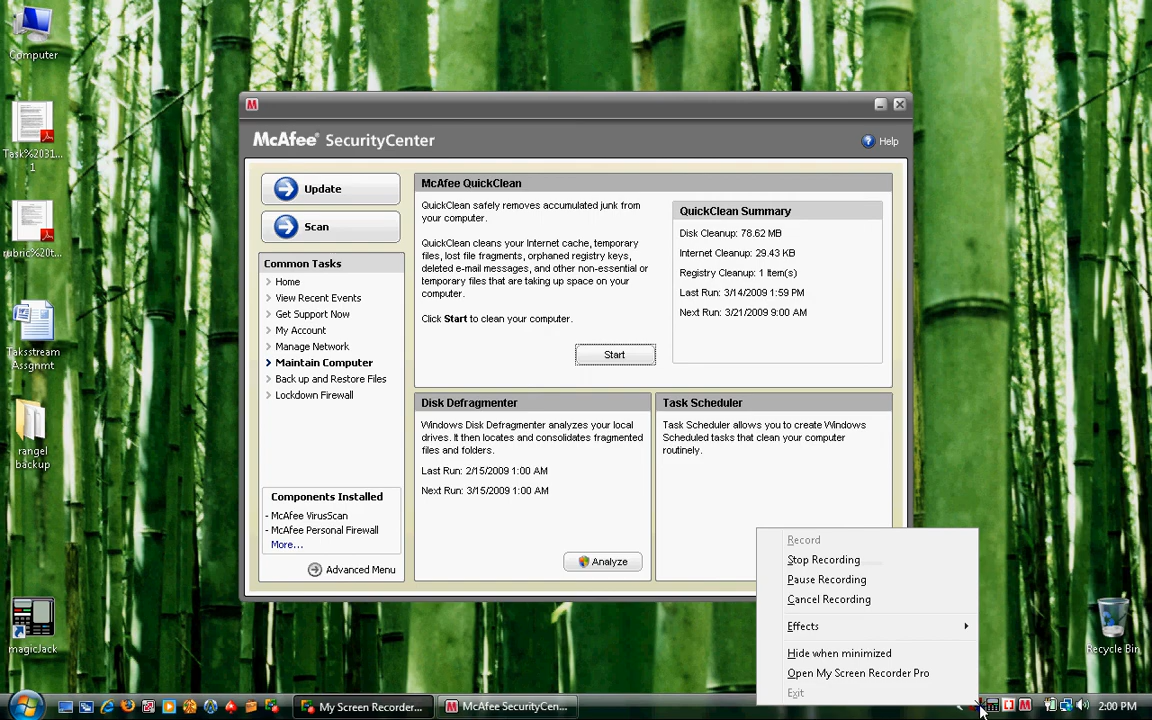 Computer
Task%2031...
1
rubric%20t...
Taksstream
Assgnmt
rangel
backup
magicJack
McAfee® SecurityCenter
Help
Update
Scan
Common Tasks
Home
View Recent Events
Get Support Now
My Account
Manage Network
Maintain Computer
Back up and Restore Files
Lockdown Firewall
Components Installed
- McAfee VirusScan
- McAfee Personal Firewall
More...
Advanced Menu
McAfee QuickClean
QuickClean safely removes accumulated junk from
your computer.
QuickClean cleans your Internet cache, temporary
files, lost file fragments, orphaned registry keys,
deleted e-mail messages, and other non-essential or
temporary files that are taking up space on your
computer.
Click Start to clean your computer.
Start
QuickClean Summary
Disk Cleanup: 78.62 MB
Internet Cleanup: 29.43 KB
Registry Cleanup: 1 Item(s)
Last Run: 3/14/2009 1:59 PM
Next Run: 3/21/2009 9:00 AM
Disk Defragmenter
Windows Disk Defragmenter analyzes your local
drives. It then locates and consolidates fragmented
files and folders.
Last Run: 2/15/2009 1:00 AM
Next Run: 3/15/2009 1:00 AM
Analyze
Task Scheduler
Task Scheduler allows you to create Windows
Scheduled tasks that clean your computer
routinely.
Record
Stop Recording
Pause Recording
Cancel Recording
Effects
Hide when minimized
Open My Screen Recorder Pro
Exit
Recycle Bin
My Screen Recorder...
McAfee SecurityCen...
2:00 PM